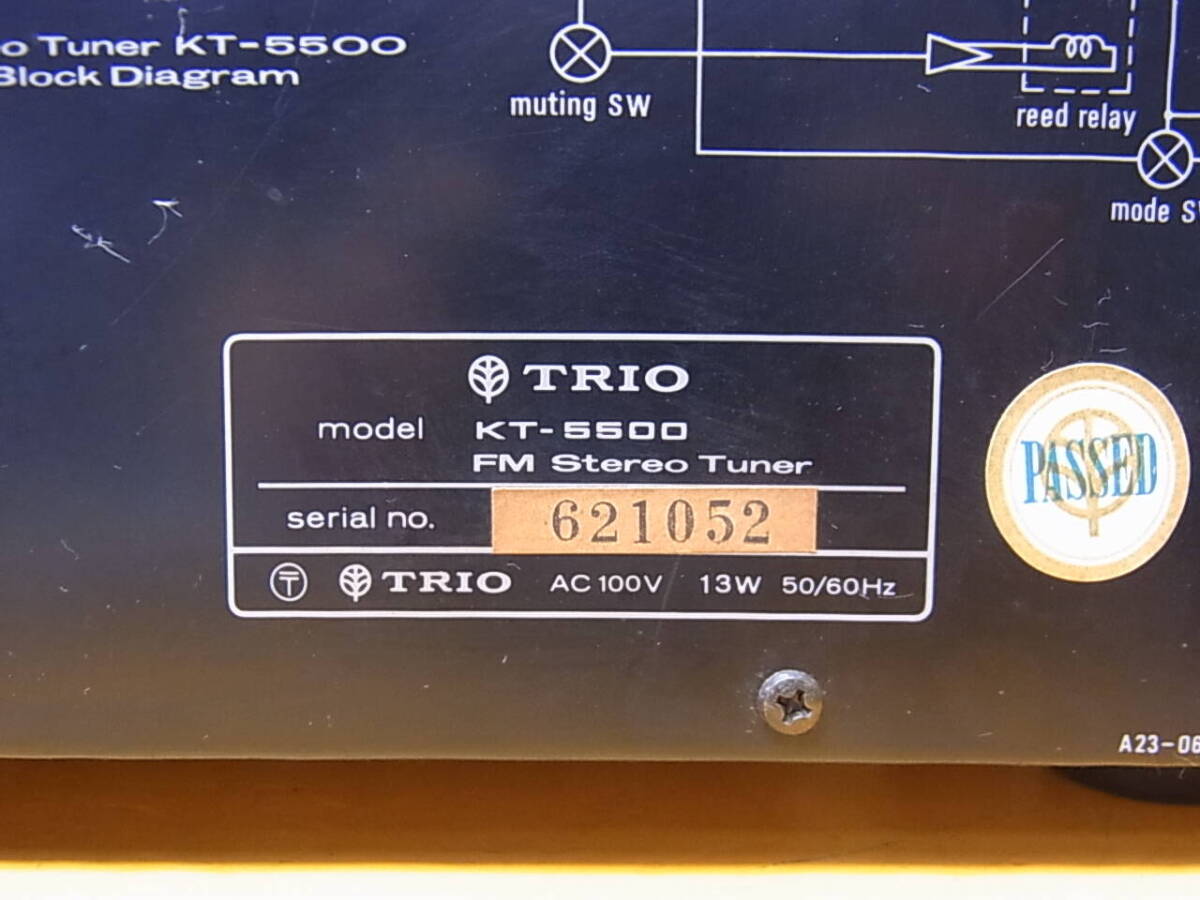 o Tuner KT-5500
Block Diagram
muting SW
reed relay
mode S
TRIO
model KT-5500
FM Stereo Tuner
serial no. 621052
〒 TRIO AC 100V 13W 50/60Hz
PASSED
A23-06